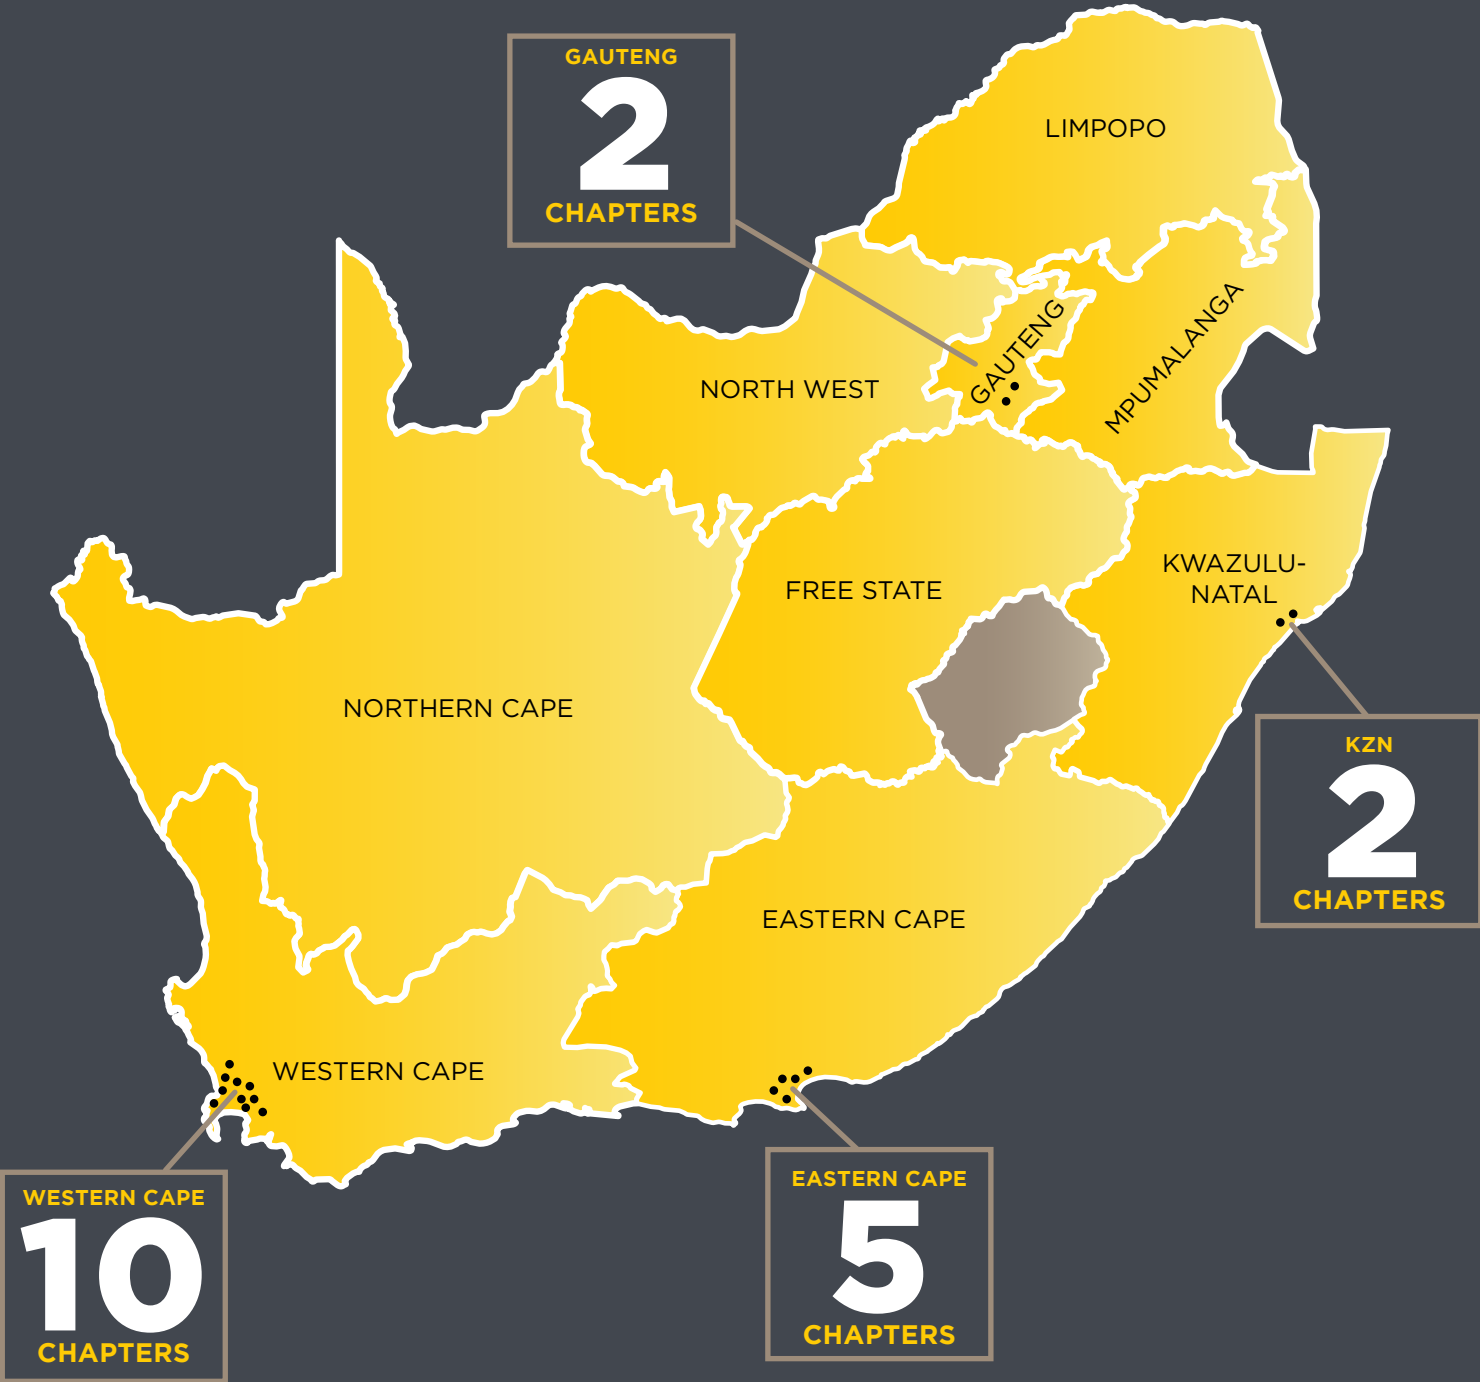 GAUTENG
2
CHAPTERS
LIMPOPO
GAUTENG
MPUMALANGA
NORTH WEST
KWAZULU-
NATAL
FREE STATE
NORTHERN CAPE
KZN
2
CHAPTERS
EASTERN CAPE
WESTERN CAPE
WESTERN CAPE
10
CHAPTERS
EASTERN CAPE
5
CHAPTERS